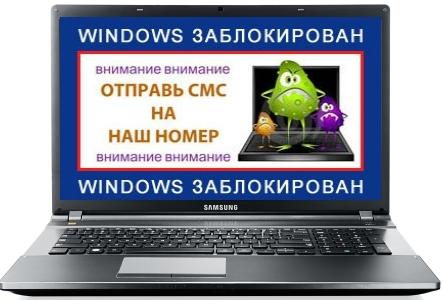 WINDOWS ЗАБЛОКИРОВАН
внимание внимание
ОТПРАВЬ СМС
НА
НАШ НОМЕР
внимание внимание
WINDOWS ЗАБЛОКИРОВАН
SAMSUNG